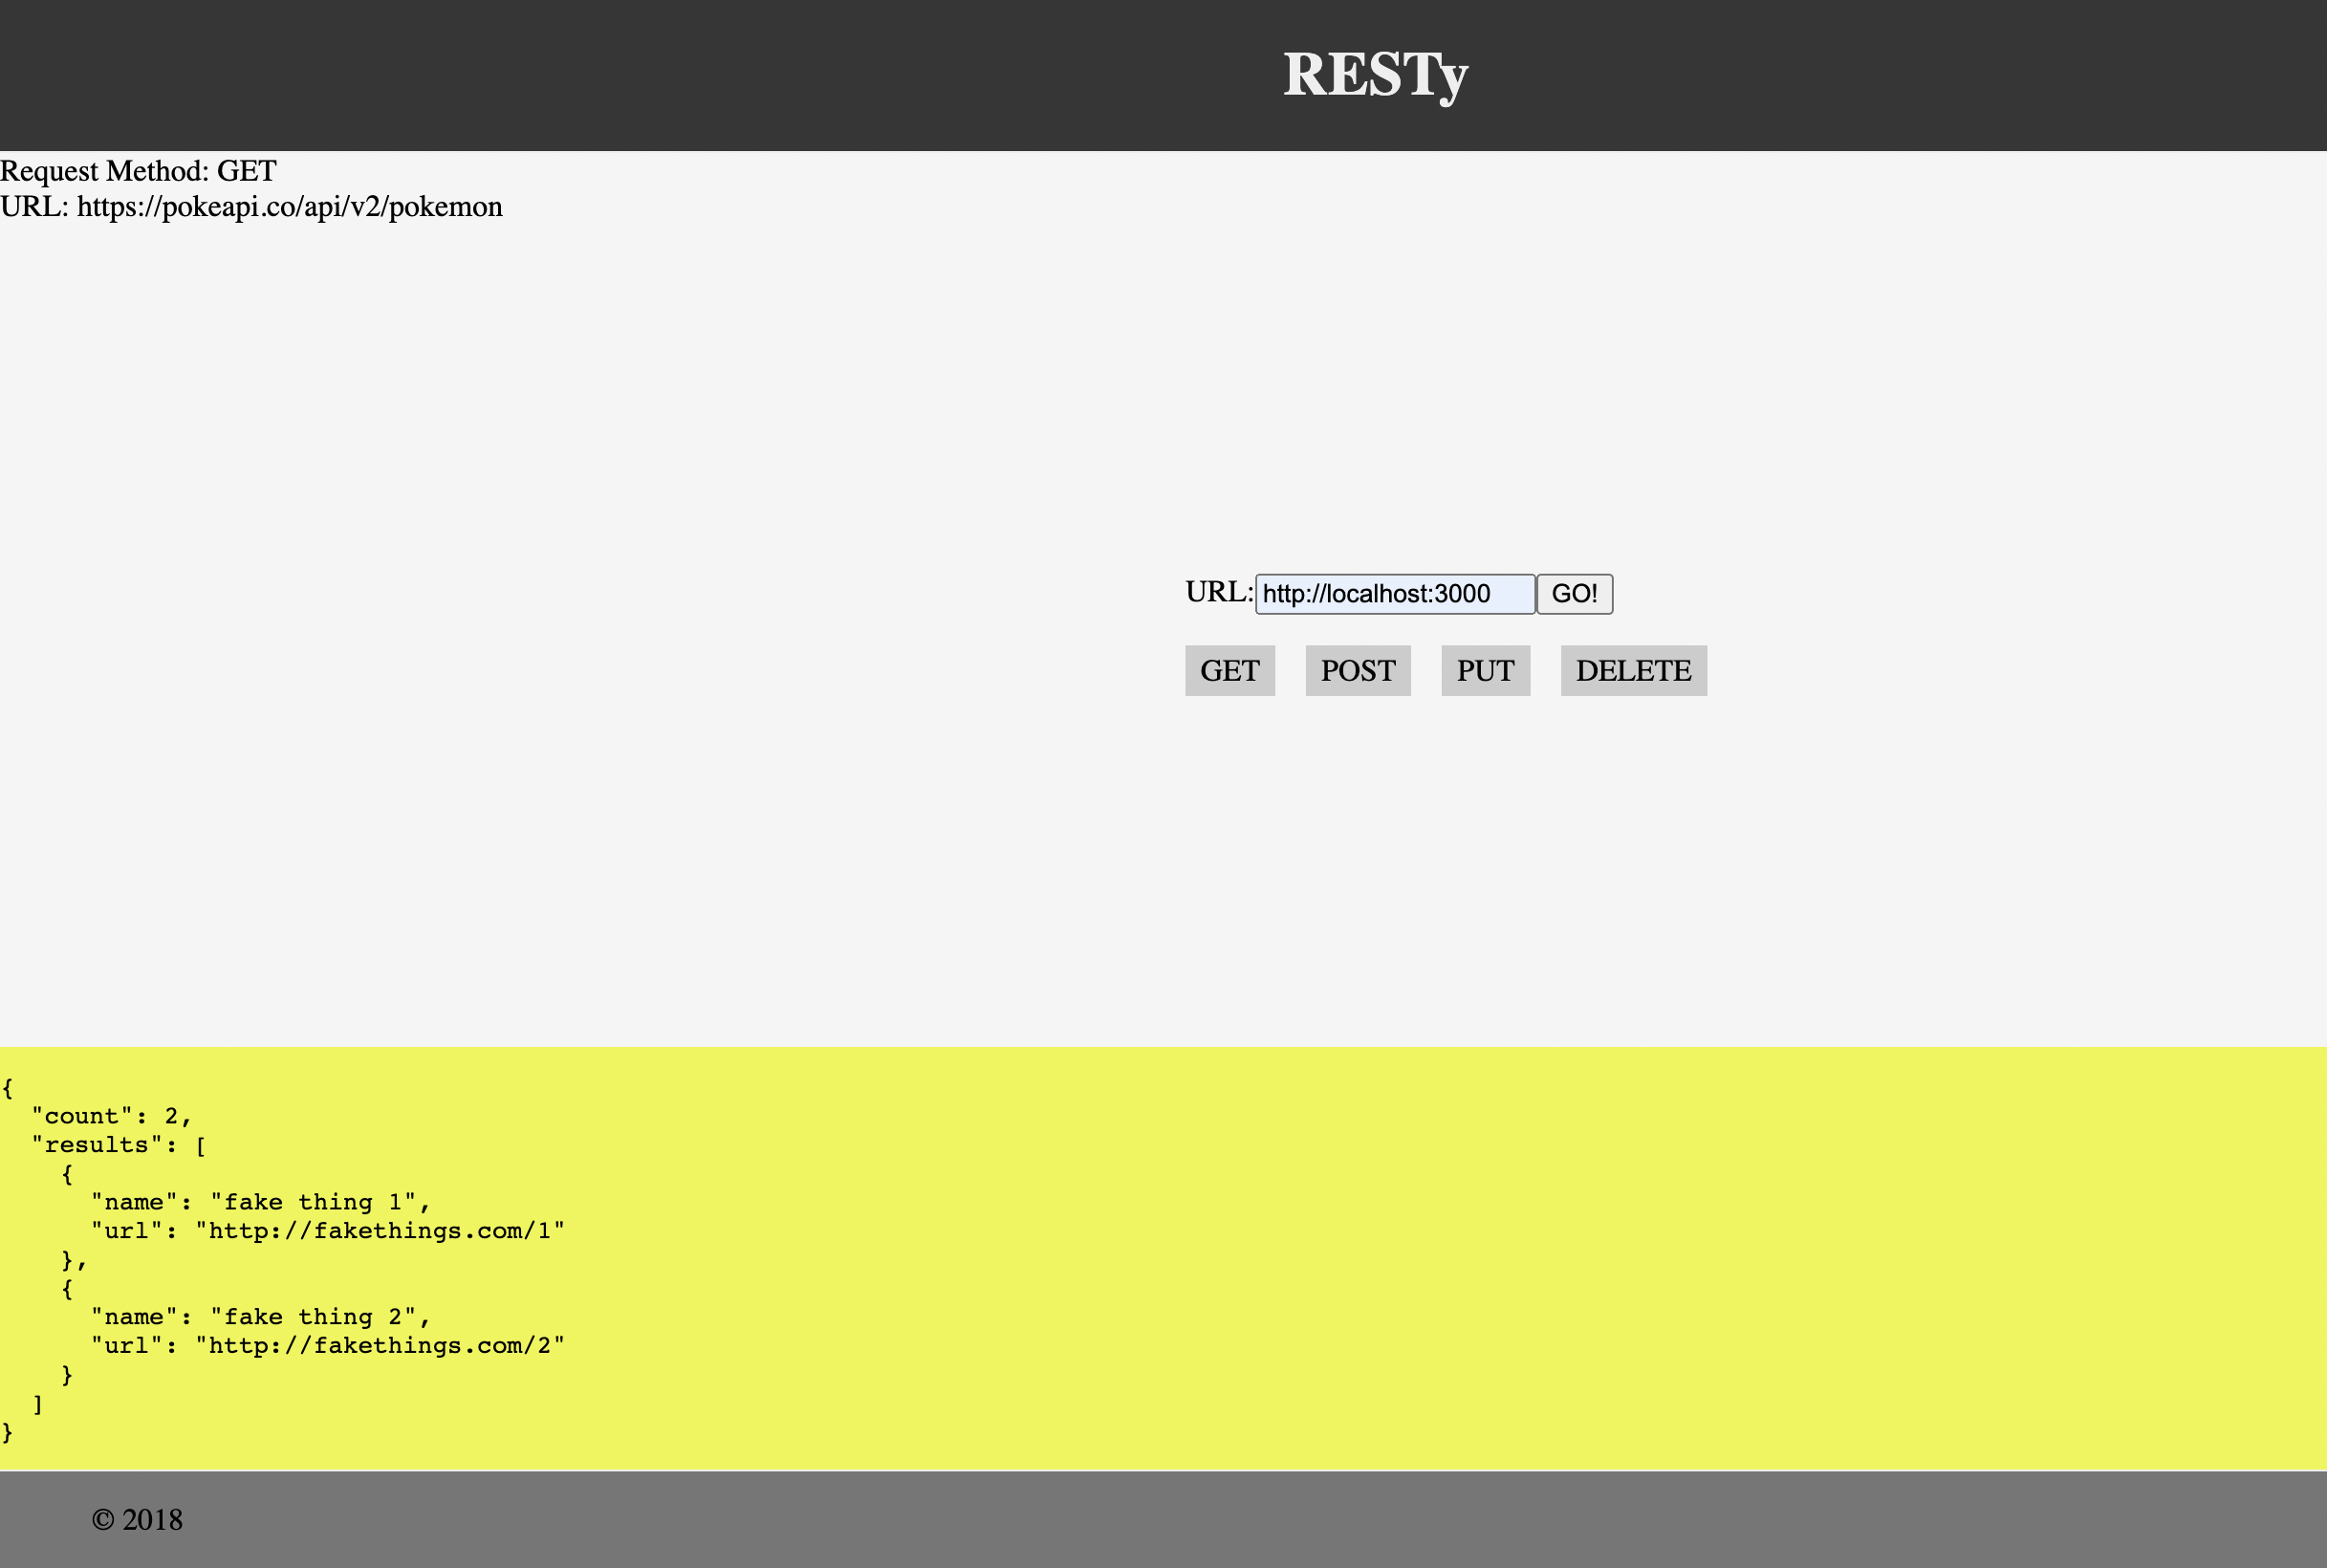 RESTy
Request Method: GET
URL: https://pokeapi.co/api/v2/pokemon
URL: http://localhost:3000 GO!
GET POST PUT DELETE
{
  "count": 2,
  "results": [
    {
      "name": "fake thing 1",
      "url": "http://fakethings.com/1"
    },
    {
      "name": "fake thing 2",
      "url": "http://fakethings.com/2"
    }
  ]
}
© 2018